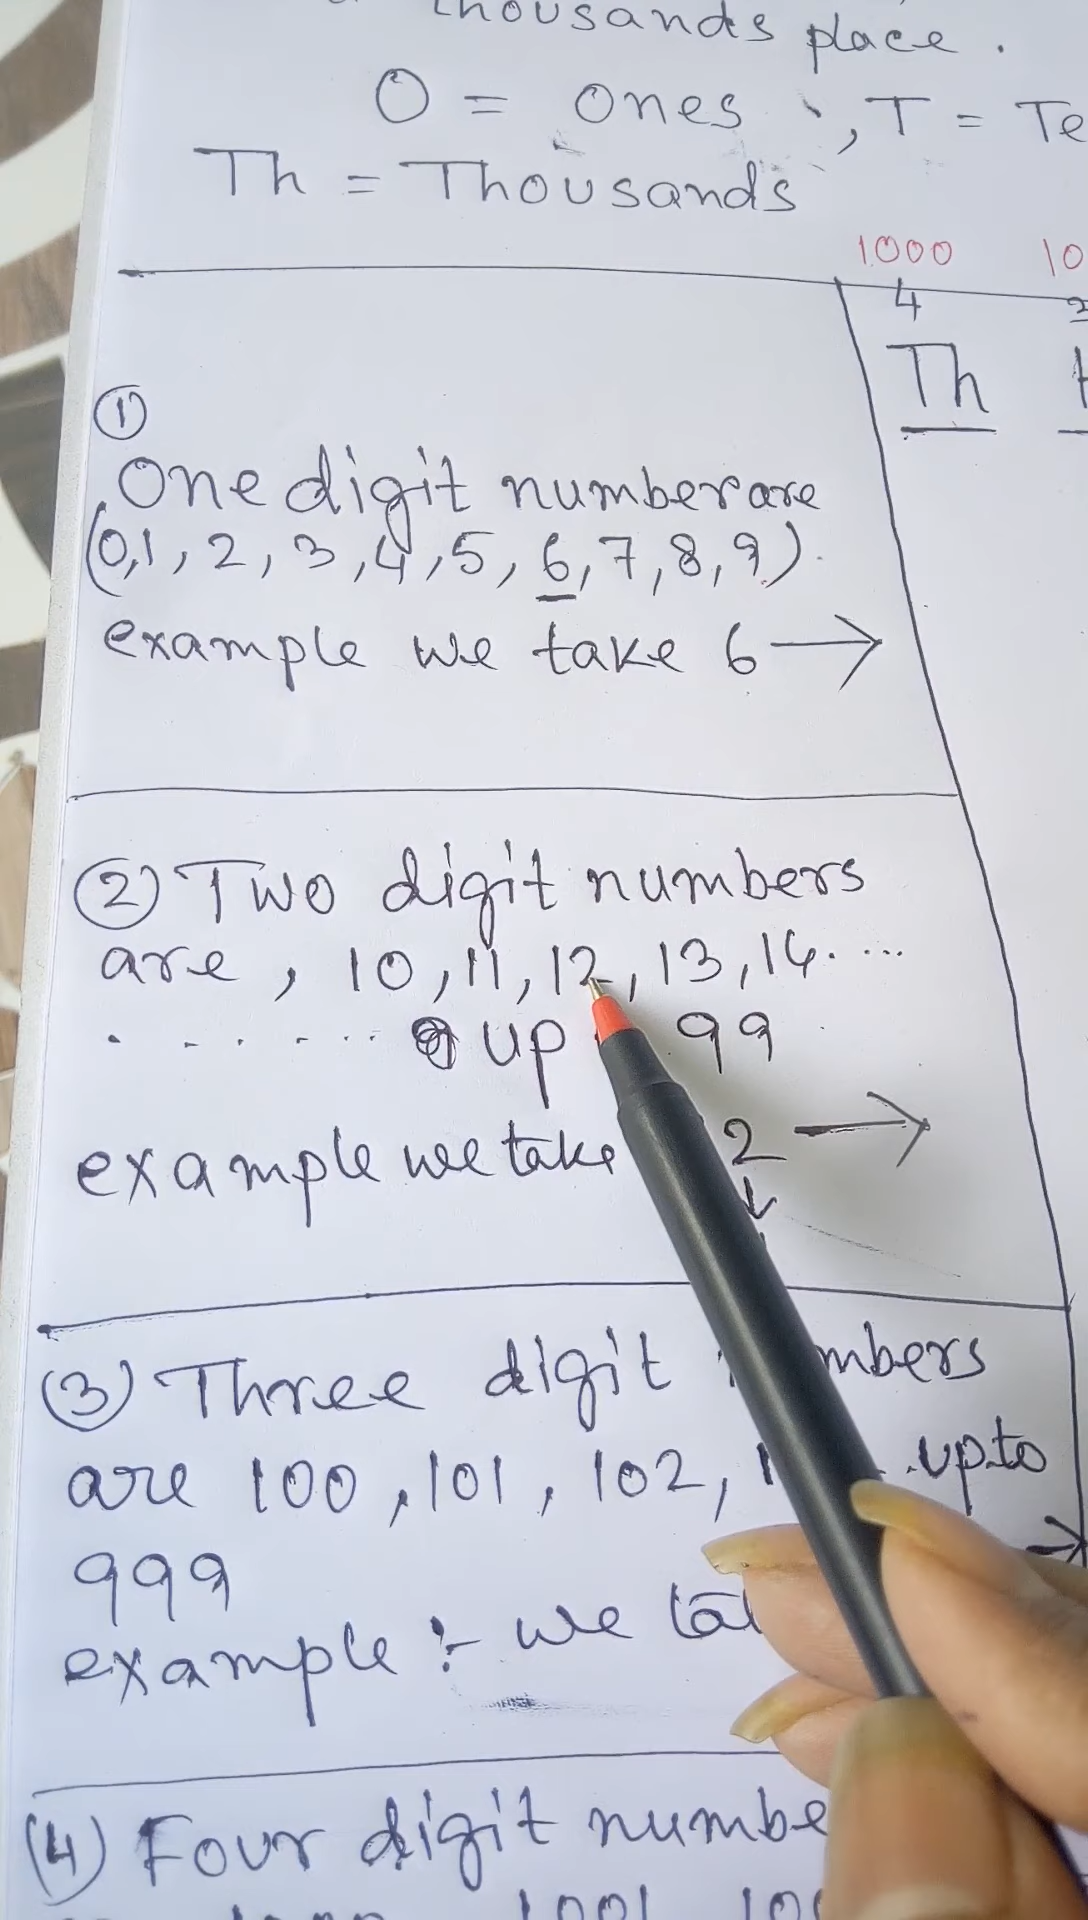 thousands place.
O = Ones , T = Te
Th = Thousands
1000 10
4 2
Th
①
One digit number are
(0,1,2,3,4,5,6,7,8,9).
example we take 6 →
② Two digit numbers
are, 10,11,12,13,14. ...
. . . . . . . up 99
example we take 2 →
↓
③ Three digit mbers
are 100, 101, 102, 1 . upto
999
example :- we ta
→
(4) Four digit numbe
1001